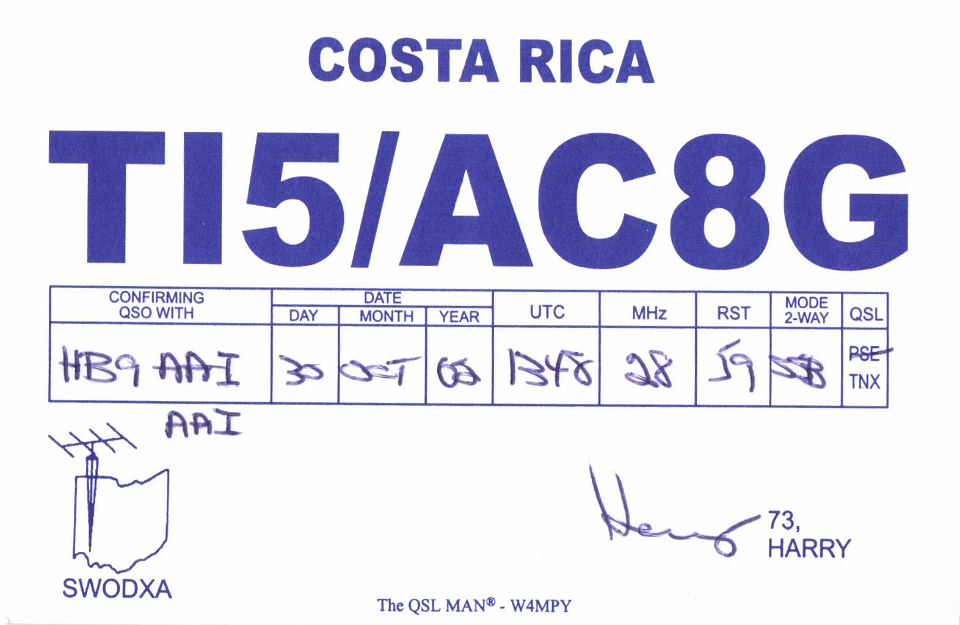 COSTA RICA
TI5/AC8G
CONFIRMING QSO WITH DATE UTC MHz RST MODE 2-WAY QSL
DAY MONTH YEAR
HB9 AAI 30 OCT 1348 28 59 SSB PSE
TNX
AAI
73,
HARRY
Harry
SWODXA
The QSL MAN® - W4MPY